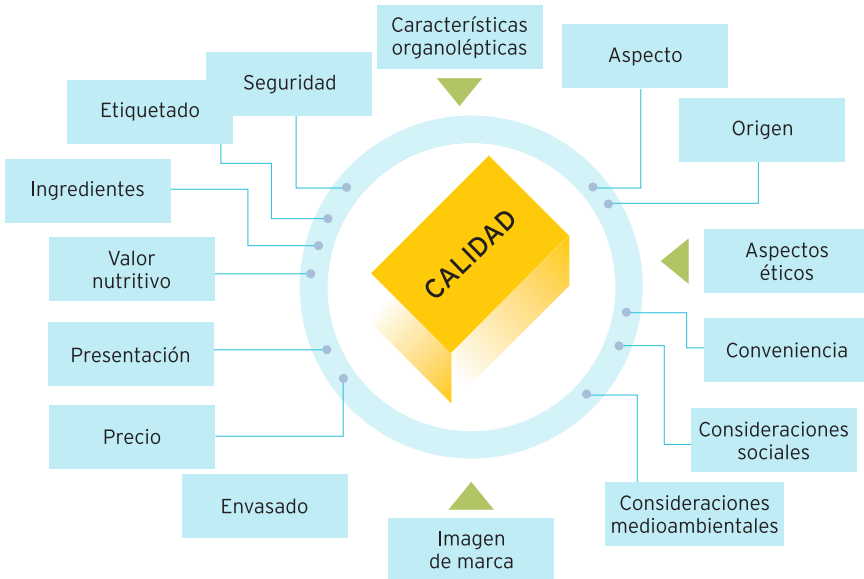 Características
organolépticas
Aspecto
Seguridad
Etiquetado
Origen
Ingredientes
Valor
nutritivo
CALIDAD
Aspectos
éticos
Presentación
Conveniencia
Precio
Consideraciones
sociales
Envasado
Consideraciones
medioambientales
Imagen
de marca